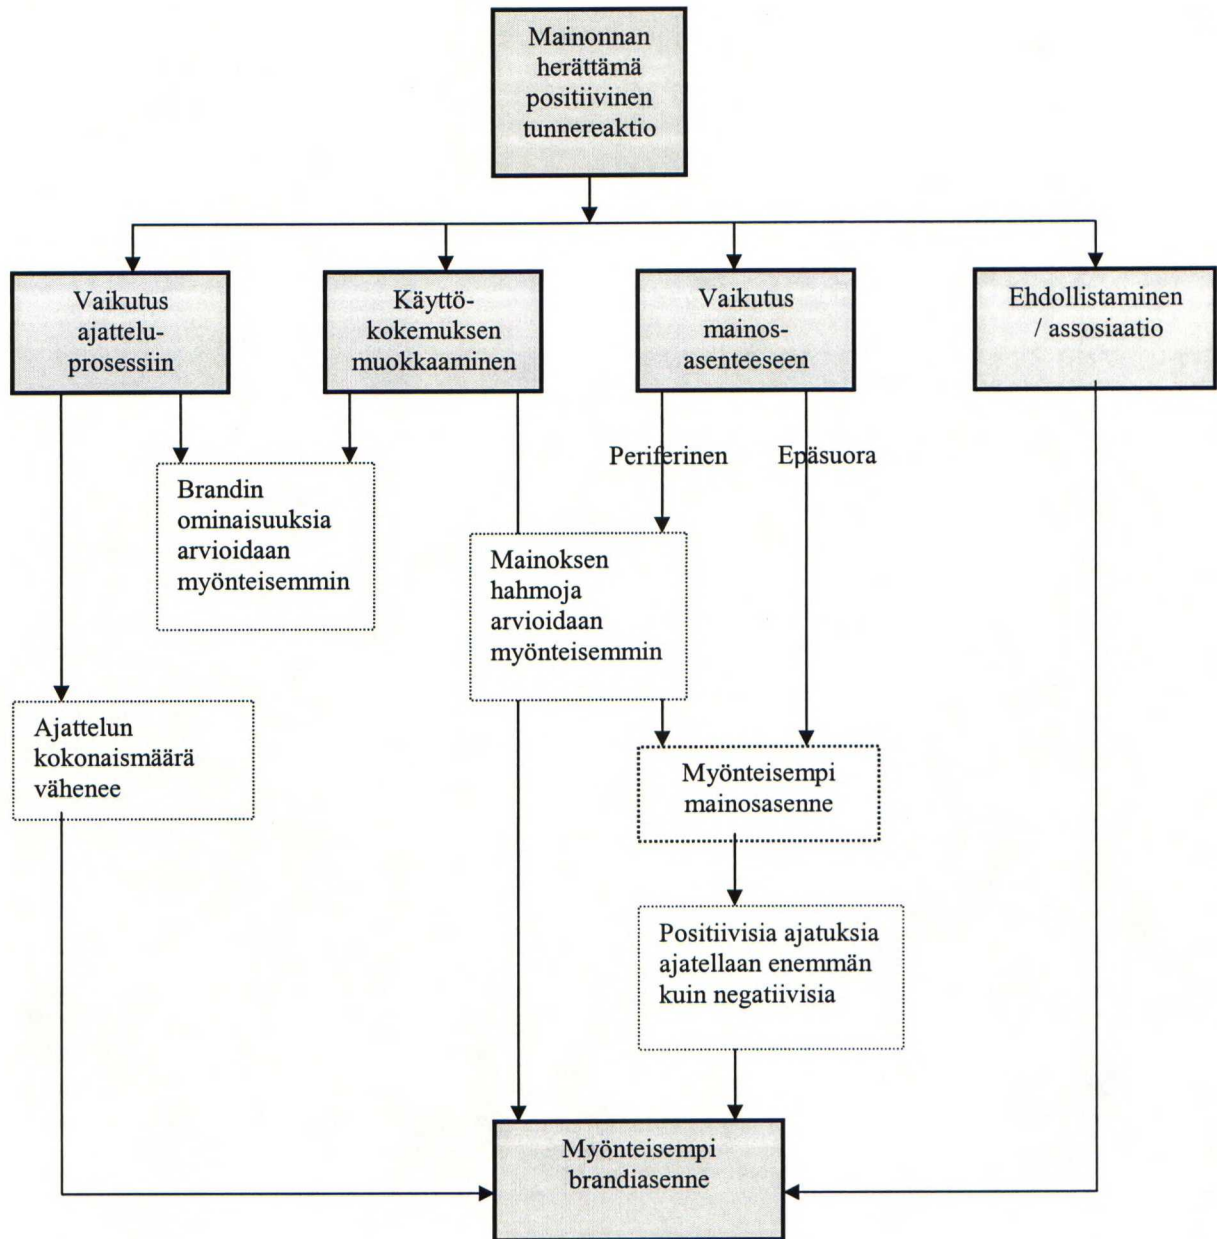 Mainonnan
herättämä
positiivinen
tunnereaktio
Vaikutus
ajattelu-
prosessiin
Käyttö-
kokemuksen
muokkaaminen
Vaikutus
mainos-
asenteeseen
Ehdollistaminen
/ assosiaatio
Periferinen
Epäsuora
Brandin
ominaisuuksia
arvioidaan
myönteisemmin
Mainoksen
hahmoja
arvioidaan
myönteisemmin
Ajattelun
kokonaismäärä
vähenee
Myönteisempi
mainosasenne
Positiivisia ajatuksia
ajatellaan enemmän
kuin negatiivisia
Myönteisempi
brandiasenne